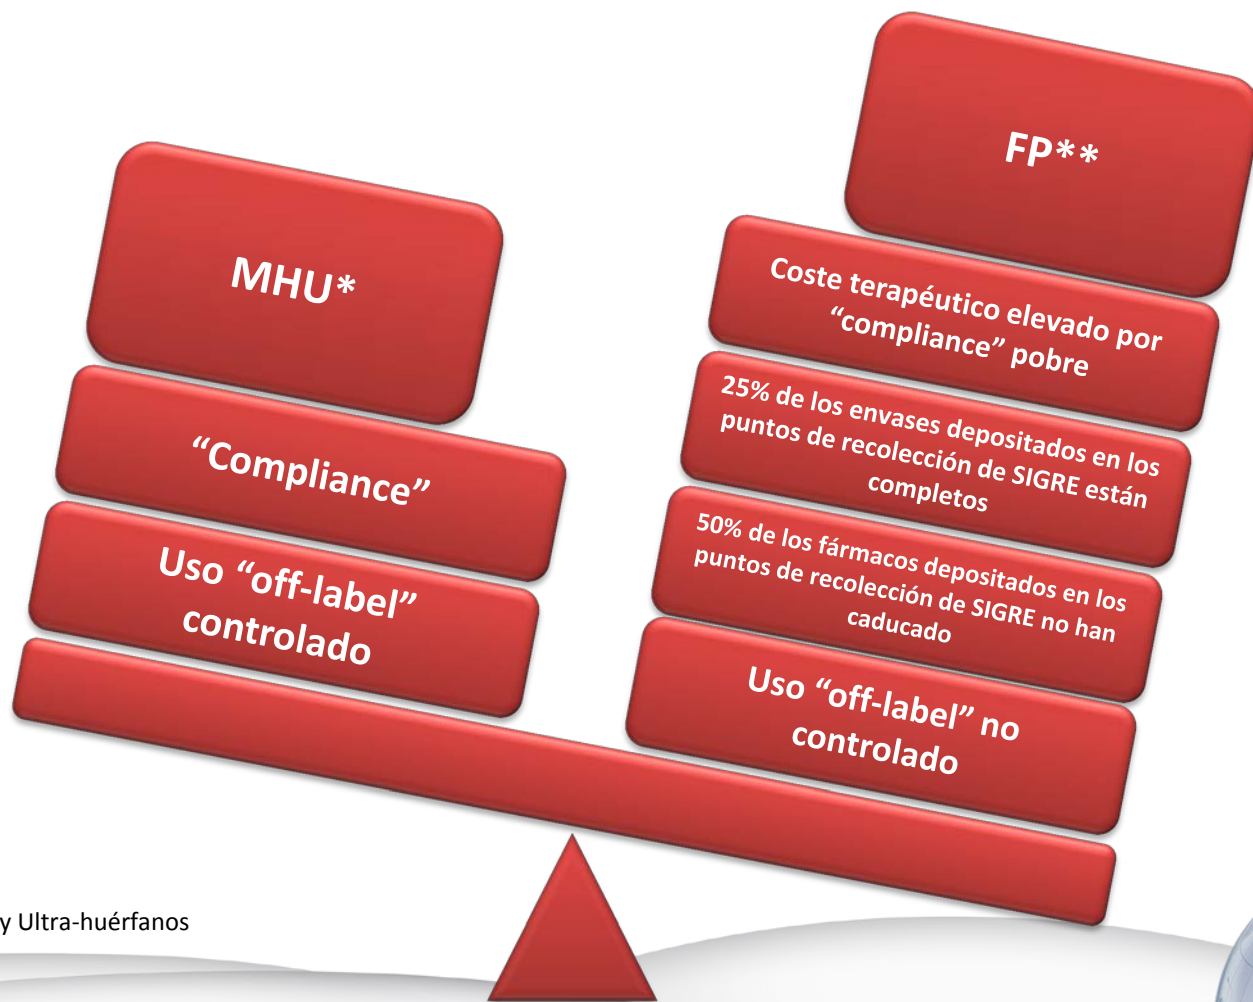 MHU*
“Compliance”
Uso “off-label”
controlado
FP**
Coste terapéutico elevado por
“compliance” pobre
25% de los envases depositados en los
puntos de recolección de SIGRE están
completos
50% de los fármacos depositados en los
puntos de recolección de SIGRE no han
caducado
Uso “off-label” no
controlado
y Ultra-huérfanos